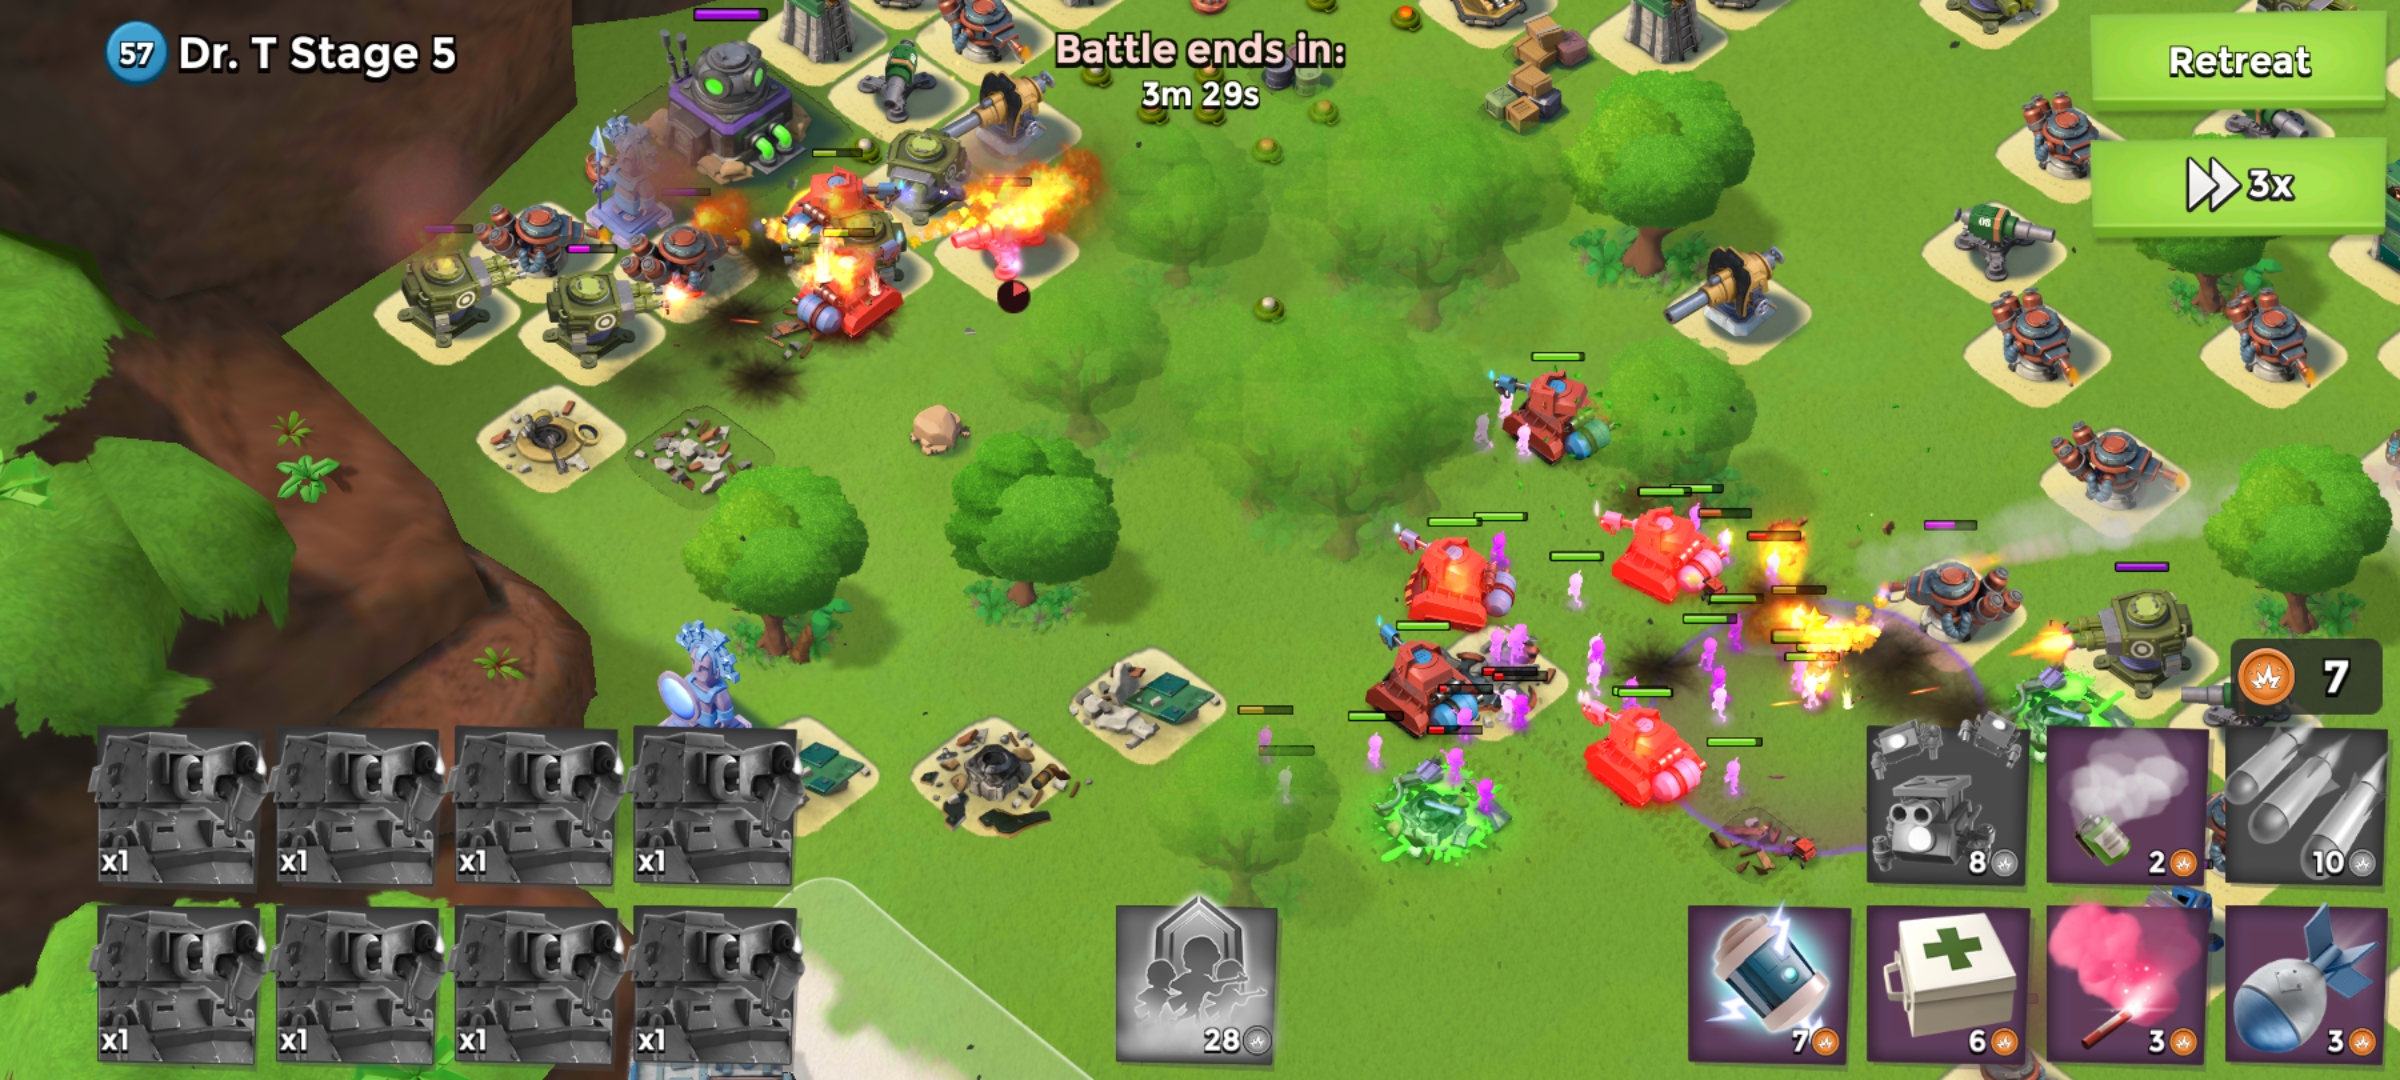 57 Dr. T Stage 5
Battle ends in:
3m 29s
Retreat
3x
7
x1 x1 x1 x1
8 2 10
x1 x1 x1 x1
28
7 6 3 3